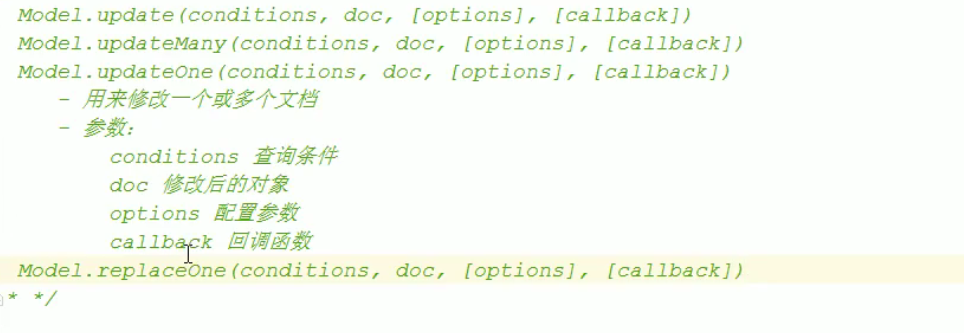 Model.update(conditions, doc, [options], [callback])
Model.updateMany(conditions, doc, [options], [callback])
Model.updateOne(conditions, doc, [options], [callback])
- 用来修改一个或多个文档
- 参数:
conditions 查询条件
doc 修改后的对象
options 配置参数
callback 回调函数
Model.replaceOne(conditions, doc, [options], [callback])
* */